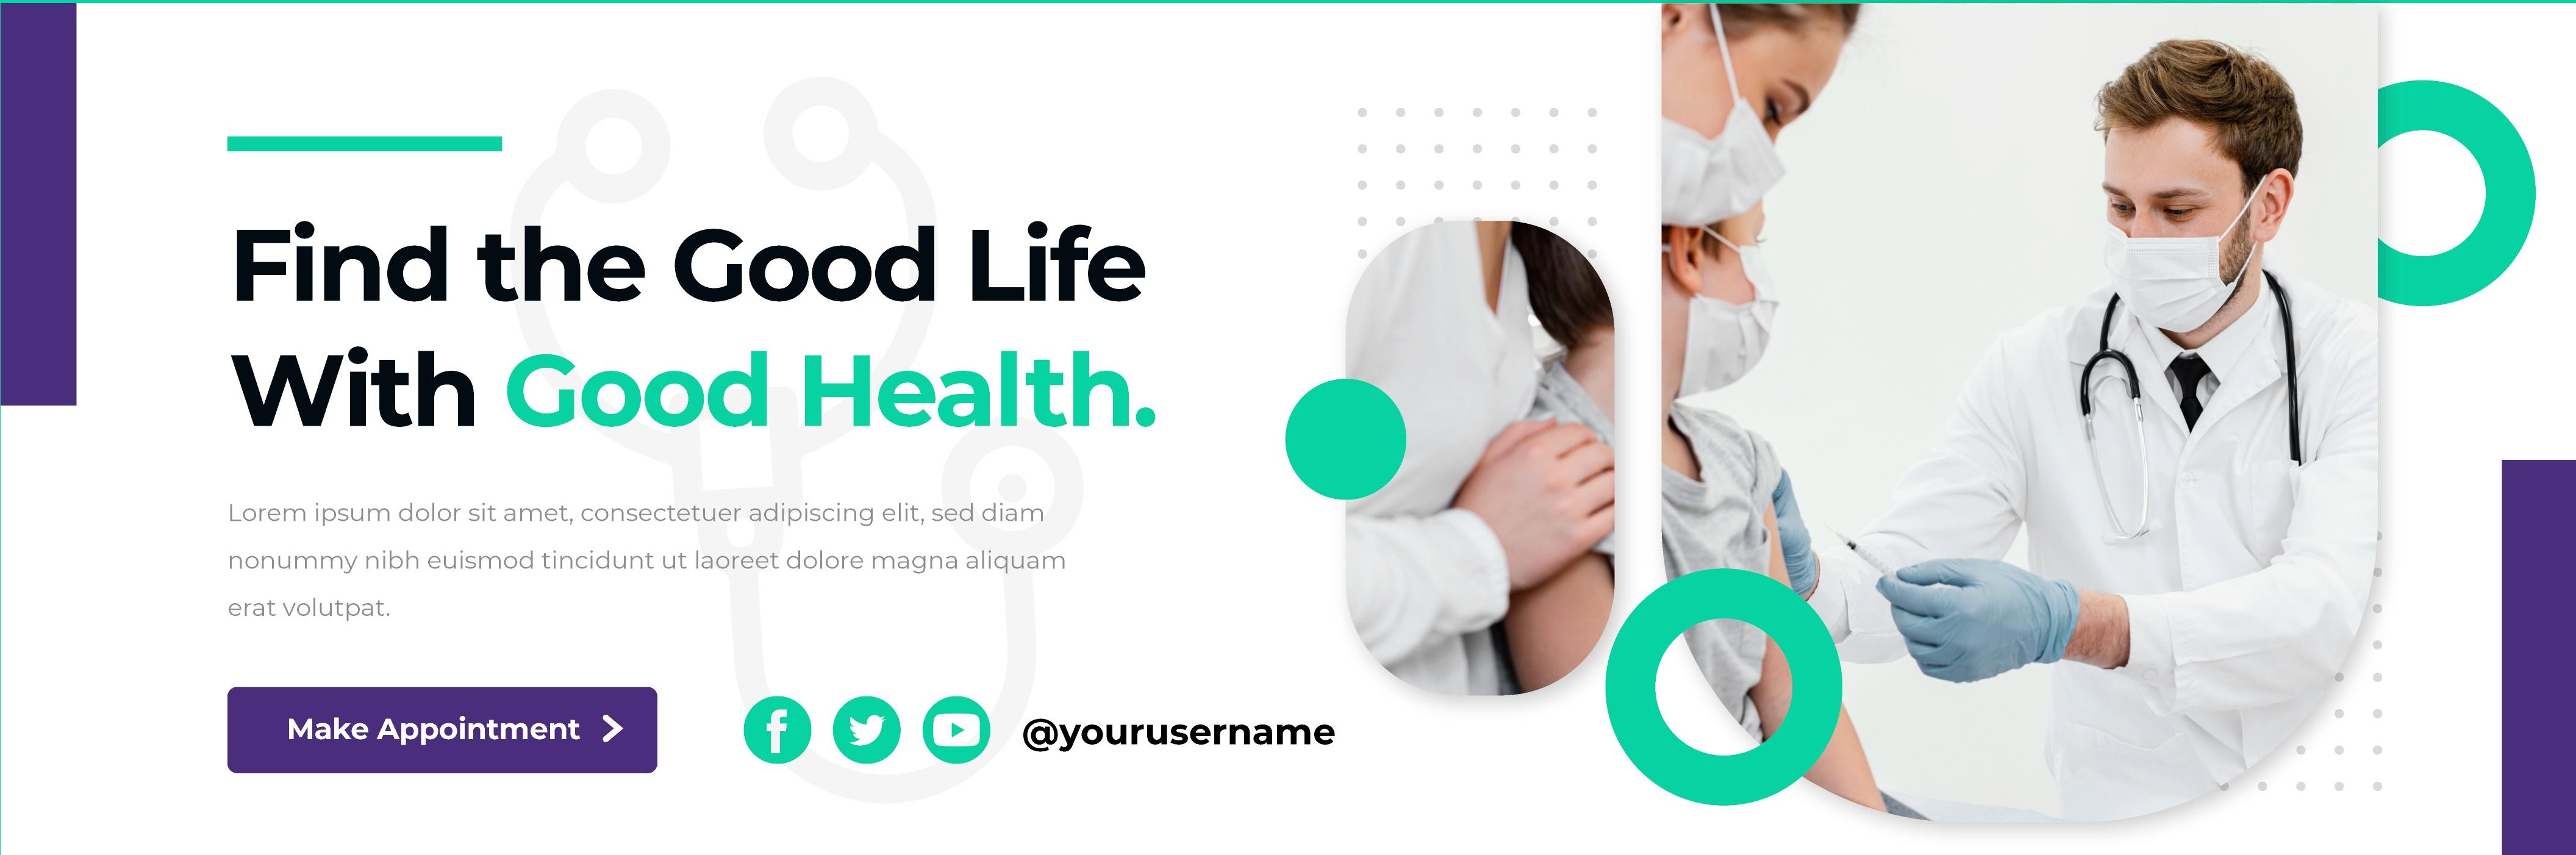 Find the Good Life
With Good Health.
Lorem ipsum dolor sit amet, consectetuer adipiscing elit, sed diam
nonummy nibh euismod tincidunt ut laoreet dolore magna aliquam
erat volutpat.
Make Appointment
@yourusername